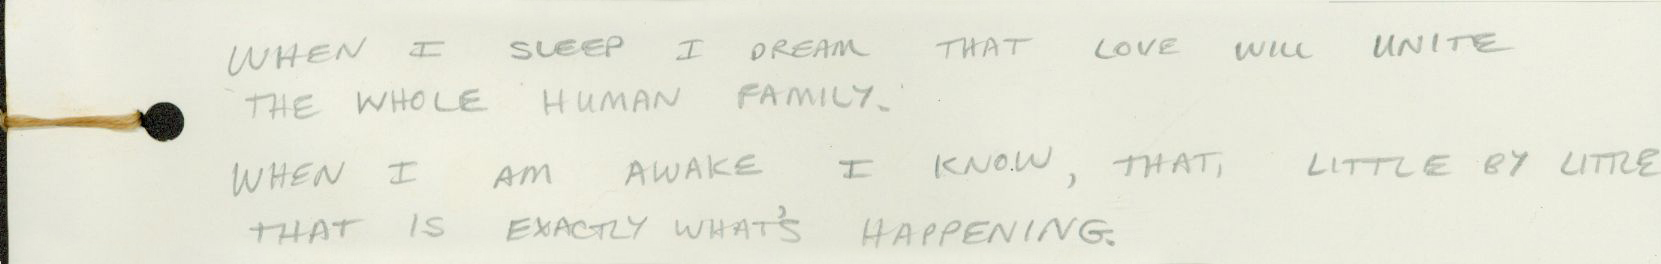 WHEN I SLEEP I DREAM THAT LOVE WILL UNITE
THE WHOLE HUMAN FAMILY.
WHEN I AM AWAKE I KNOW, THAT, LITTLE BY LITTLE
THAT IS EXACTLY WHAT'S HAPPENING.